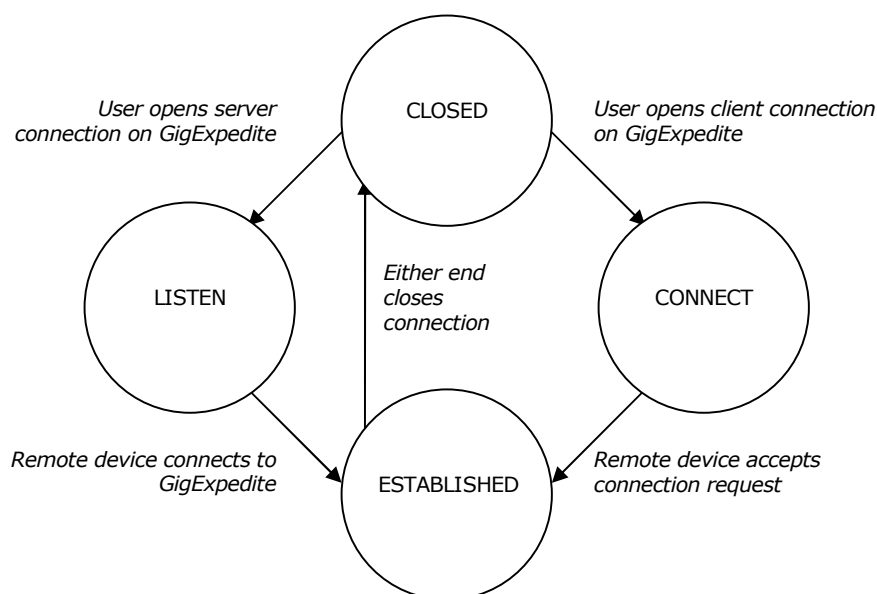 CLOSED
User opens server
connection on GigExpedite
User opens client connection
on GigExpedite
LISTEN
Either end
closes
connection
CONNECT
Remote device connects to
GigExpedite
ESTABLISHED
Remote device accepts
connection request